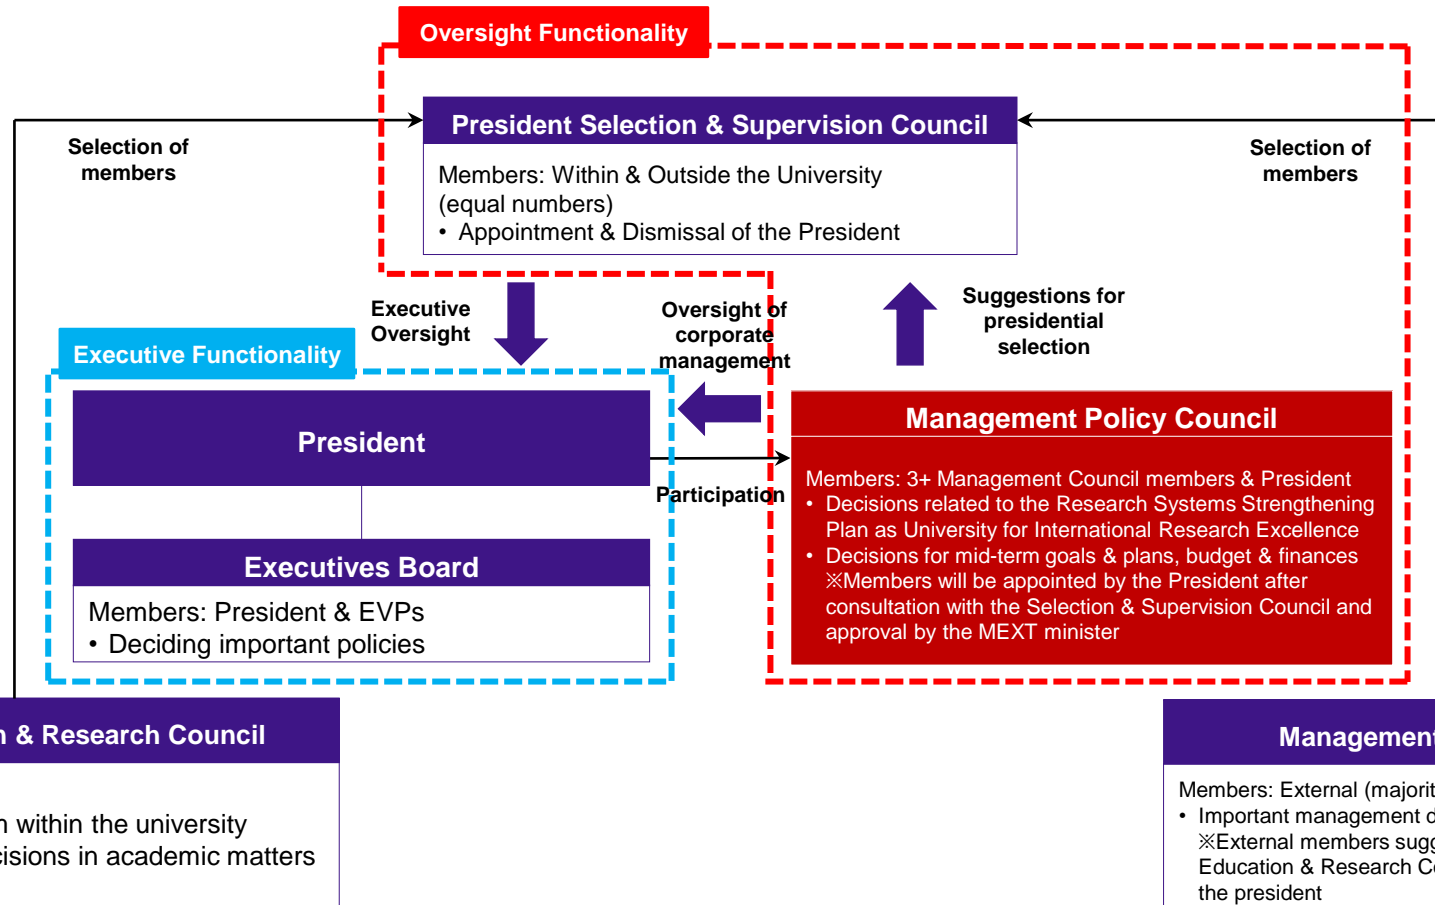 Oversight Functionality
President Selection & Supervision Council
Members: Within & Outside the University
(equal numbers)
• Appointment & Dismissal of the President
Selection of
members
Selection of
members
Executive
Oversight
Oversight of
corporate
management
Suggestions for
presidential
selection
Executive Functionality
President
Participation
Executives Board
Members: President & EVPs
• Deciding important policies
Management Policy Council
Members: 3+ Management Council members & President
• Decisions related to the Research Systems Strengthening
Plan as University for International Research Excellence
• Decisions for mid-term goals & plans, budget & finances
※Members will be appointed by the President after
consultation with the Selection & Supervision Council and
approval by the MEXT minister
& Research Council
within the university
in academic matters
Management
Members: External
• Important management
※External members
Education & Research
the president